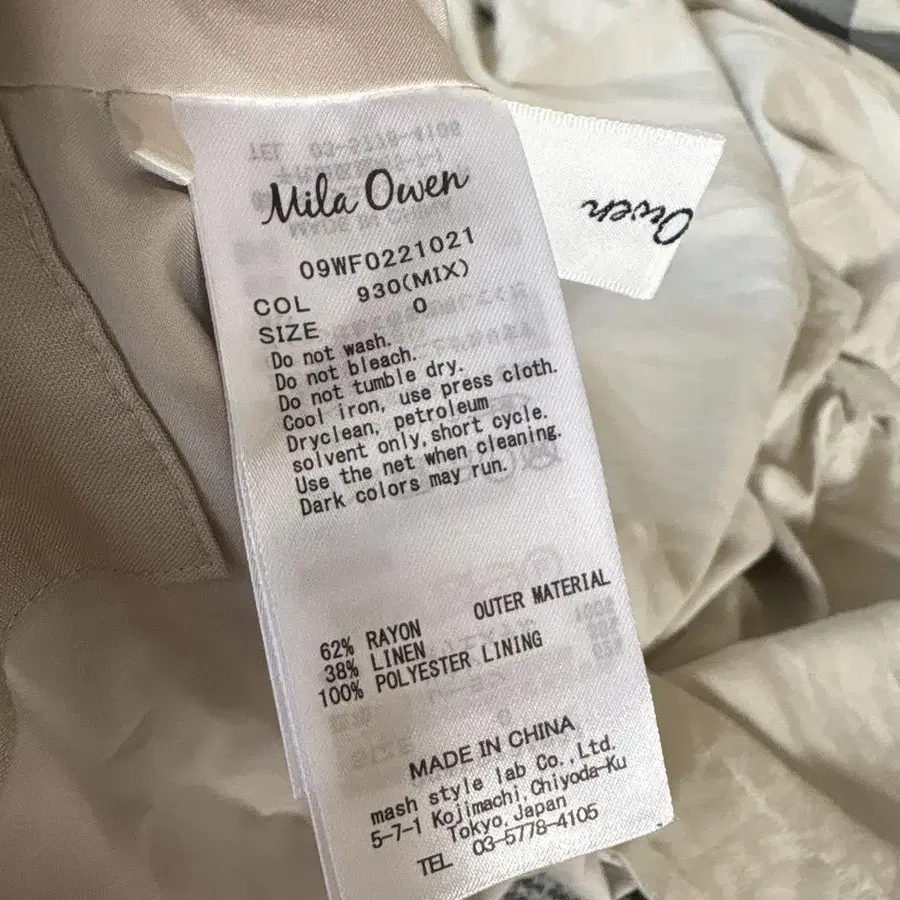 Mila Owen
09WF0221021
COL 930(MIX)
SIZE 0
Do not wash.
Do not bleach.
Do not tumble dry.
Cool iron, use press cloth.
Dryclean, petroleum
solvent only,short cycle.
Use the net when cleaning.
Dark colors may run.
OUTER MATERIAL
62% RAYON
38% LINEN
100% POLYESTER LINING
MADE IN CHINA
mash style lab Co.,Ltd.
5-7-1 Kojimachi,Chiyoda-Ku
Tokyo,Japan
TEL 03-5778-4105
Owen